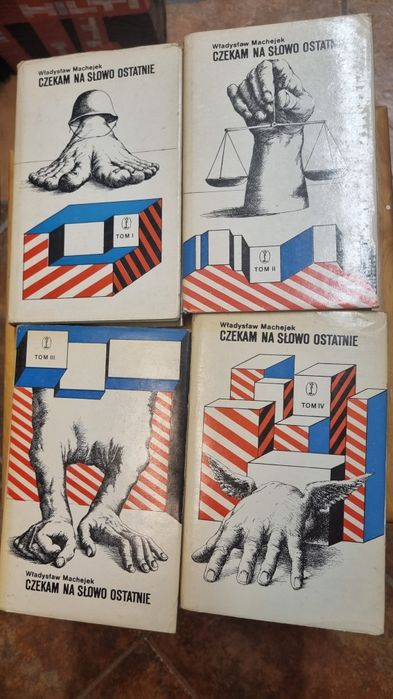 Władysław Machejek
CZEKAM NA SŁOWO OSTATNIE
TOM I
Władysław Machejek
CZEKAM NA SŁOWO OSTATNIE
TOM II
TOM III
Władysław Machejek
CZEKAM NA SŁOWO OSTATNIE
Władysław Machejek
CZEKAM NA SŁOWO OSTATNIE
TOM IV